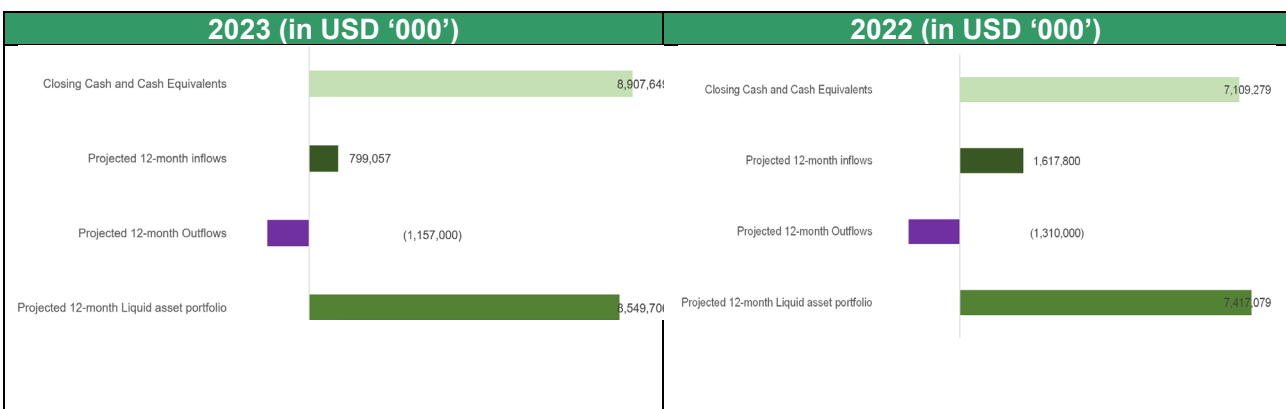 2023 (in USD ‘000’)
Closing Cash and Cash Equivalents
8,907,649
Projected 12-month inflows
799,057
Projected 12-month Outflows
(1,157,000)
Projected 12-month Liquid asset portfolio
8,549,706
2022 (in USD ‘000’)
Closing Cash and Cash Equivalents
7,109,279
Projected 12-month inflows
1,617,800
Projected 12-month Outflows
(1,310,000)
Projected 12-month Liquid asset portfolio
7,417,079